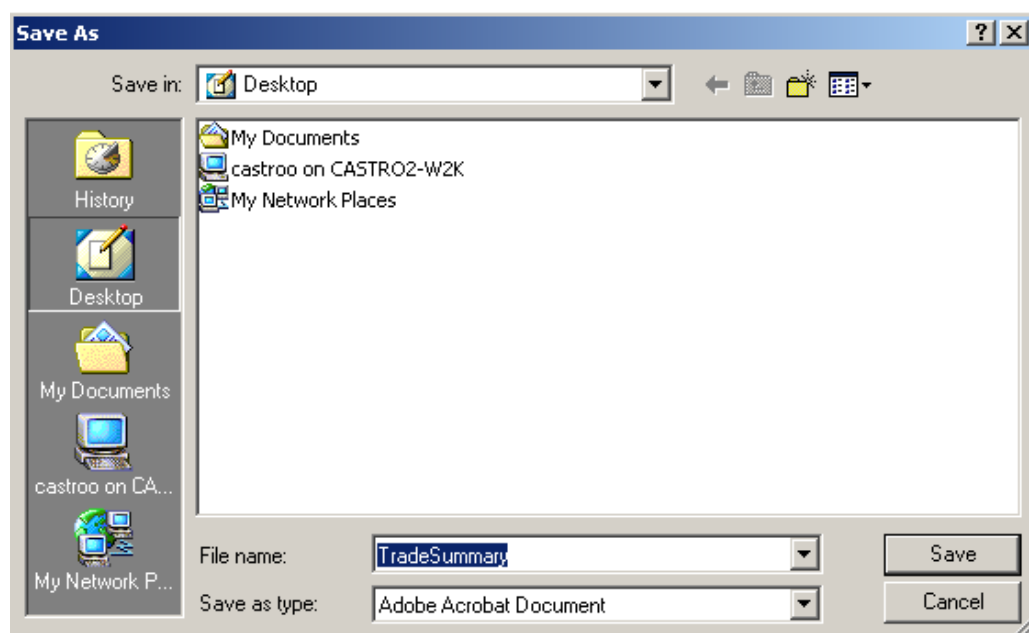 Save As
Save in: Desktop
My Documents
castroo on CASTRO2-W2K
My Network Places
History
Desktop
My Documents
castroo on CA...
My Network P...
File name: TradeSummary Save
Save as type: Adobe Acrobat Document Cancel